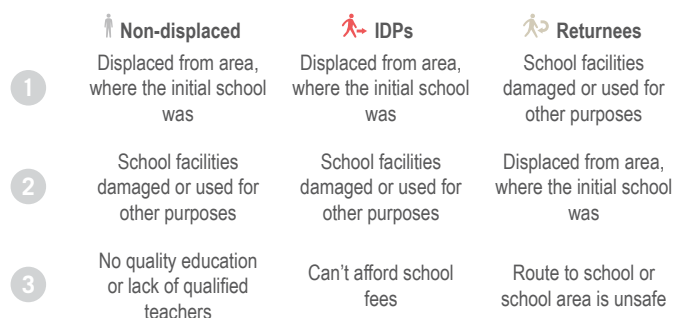 Non-displaced
IDPs
Returnees
1
Displaced from area,
where the initial school
was
Displaced from area,
where the initial school
was
School facilities
damaged or used for
other purposes
2
School facilities
damaged or used for
other purposes
School facilities
damaged or used for
other purposes
Displaced from area,
where the initial school
was
3
No quality education
or lack of qualified
teachers
Can't afford school
fees
Route to school or
school area is unsafe